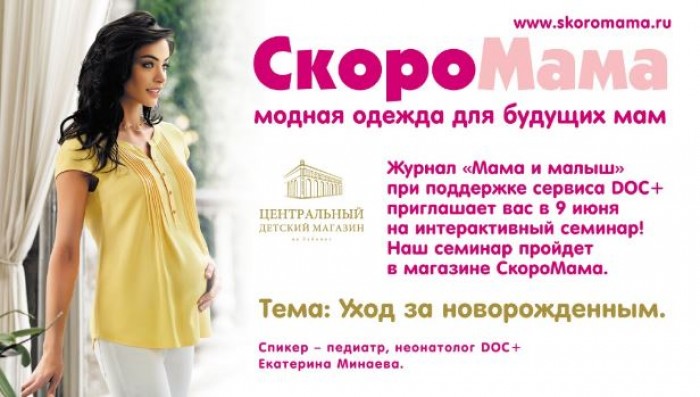 www.skoromama.ru
СкороМама
модная одежда для будущих мам
Журнал «Мама и малыш»
при поддержке сервиса DOC+
приглашает вас в 9 июня
на интерактивный семинар!
Наш семинар пройдет
в магазине СкороМама.
ЦЕНТРАЛЬНЫЙ
ДЕТСКИЙ МАГАЗИН
на Лубянке
Тема: Уход за новорожденным.
Спикер – педиатр, неонатолог DOC+
Екатерина Минаева.